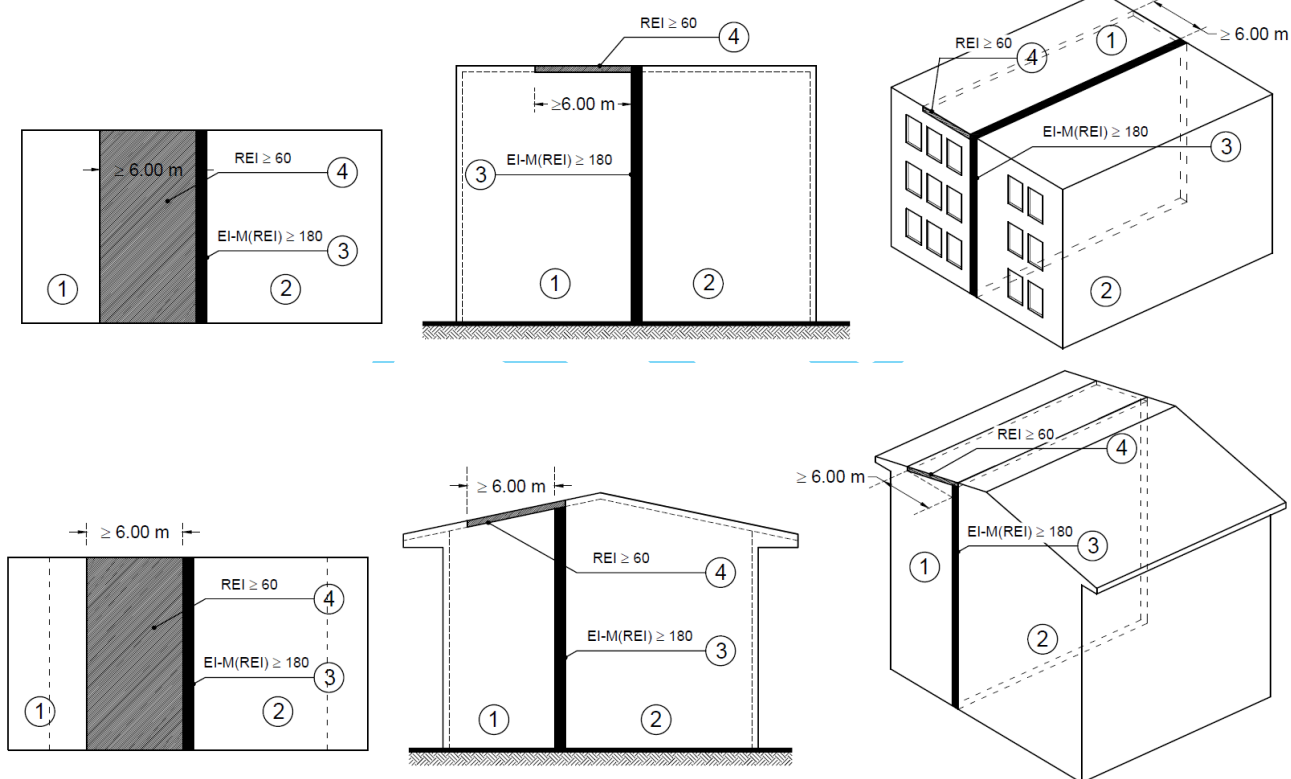 REI ≥ 60
4
≥ 6.00 m
EI-M(REI) ≥ 180
3
1
2
REI ≥ 60
4
≥6.00 m
EI-M(REI) ≥ 180
3
1
2
≥ 6.00 m
1
REI ≥ 60
4
EI-M(REI) ≥ 180
3
2
≥ 6.00 m
REI ≥ 60
4
EI-M(REI) ≥ 180
3
1
2
≥ 6.00 m
REI ≥ 60
4
EI-M(REI) ≥ 180
3
1
2
REI ≥ 60
4
≥ 6.00 m
EI-M(REI) ≥ 180
3
1
2